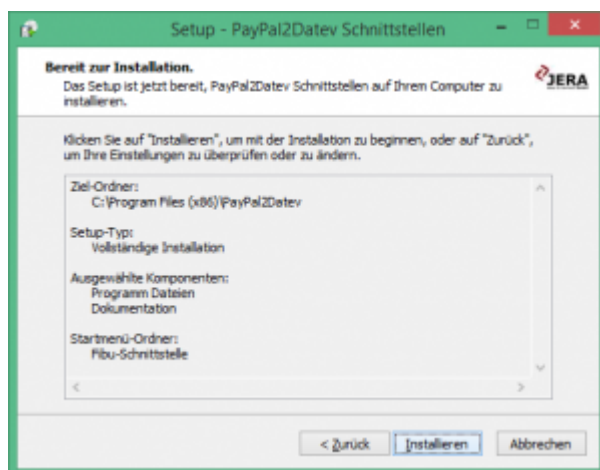 Setup - PayPal2Datev Schnittstellen
Bereit zur Installation.
Das Setup ist jetzt bereit, PayPal2Datev Schnittstellen auf Ihrem Computer zu
installieren.
JERA
Klicken Sie auf "Installieren", um mit der Installation zu beginnen, oder auf "Zurück",
um Ihre Einstellungen zu überprüfen oder zu ändern.
Ziel-Ordner:
C:\Program Files (x86)\PayPal2Datev
Setup-Typ:
Vollständige Installation
Ausgewählte Komponenten:
Programm Dateien
Dokumentation
Startmenü-Ordner:
Fibu-Schnittstelle
< Zurück
Installieren
Abbrechen